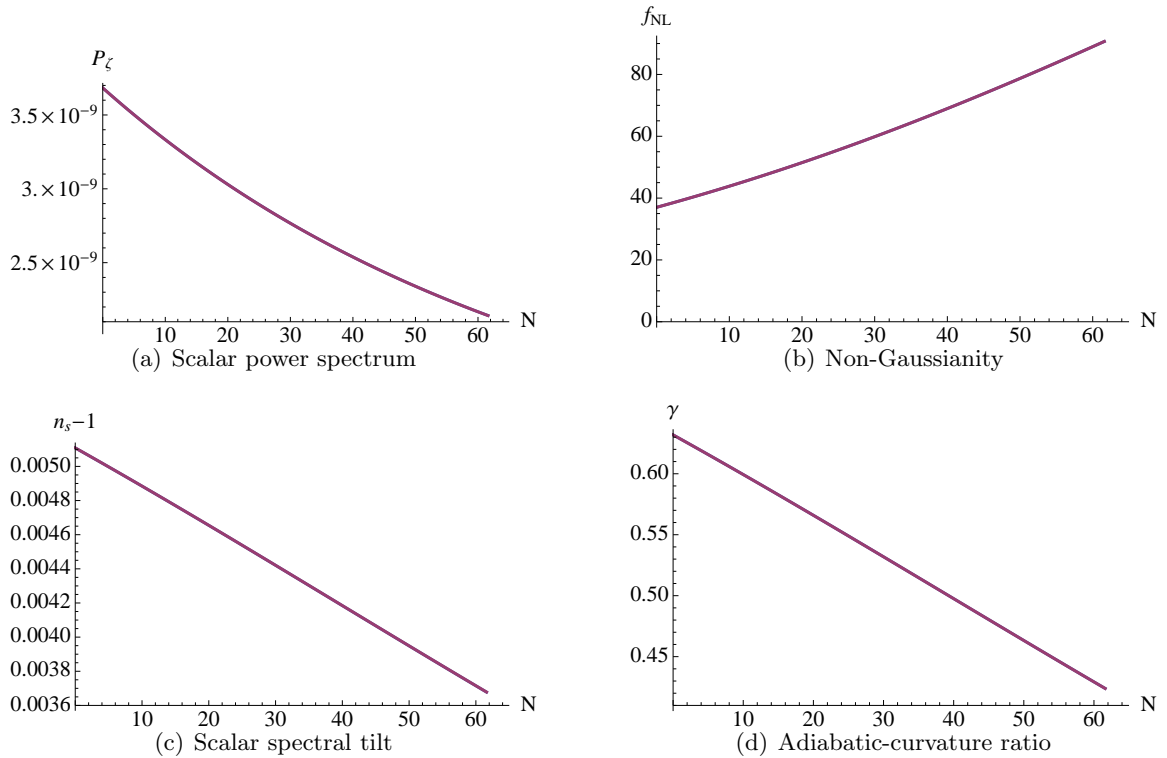 P_ζ
3.5×10⁻⁹
3.×10⁻⁹
2.5×10⁻⁹
10 20 30 40 50 60 N
(a) Scalar power spectrum
f_NL
80
60
40
20
0
10 20 30 40 50 60 N
(b) Non-Gaussianity
n_s−1
0.0050
0.0048
0.0046
0.0044
0.0042
0.0040
0.0038
0.0036
10 20 30 40 50 60 N
(c) Scalar spectral tilt
γ
0.60
0.55
0.50
0.45
10 20 30 40 50 60 N
(d) Adiabatic-curvature ratio